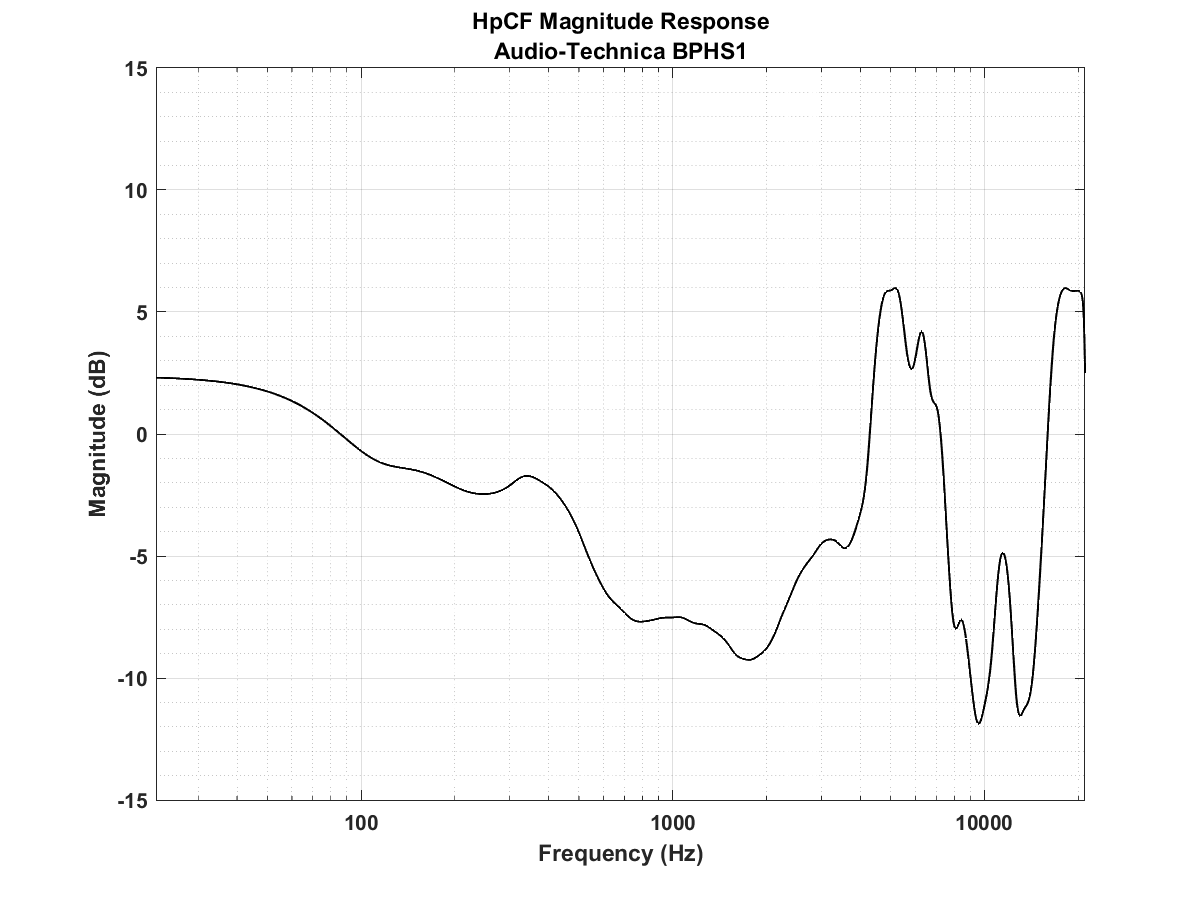 HpCF Magnitude Response
Audio-Technica BPHS1
15
10
5
0
-5
-10
-15
Magnitude (dB)
100 1000 10000
Frequency (Hz)